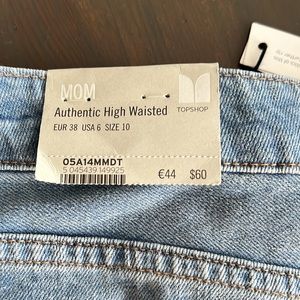 MOM
Authentic High Waisted
TOPSHOP
EUR 38 USA 6 SIZE 10
05A14MMDT
5 045439 149925
€44 $60